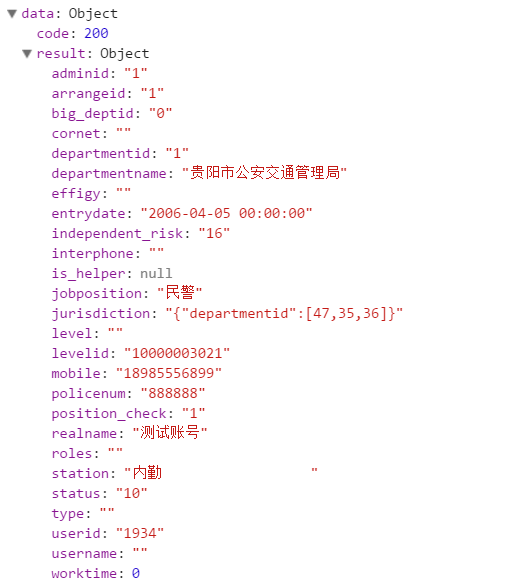 ▼ data: Object
code: 200
▼ result: Object
adminid: "1"
arrangeid: "1"
big_deptid: "0"
cornet: ""
departmentid: "1"
departmentname: "贵阳市公安交通管理局"
effigy: ""
entrydate: "2006-04-05 00:00:00"
independent_risk: "16"
interphone: ""
is_helper: null
jobposition: "民警"
jurisdiction: "{"departmentid":[47,35,36]}"
level: ""
levelid: "10000003021"
mobile: "18985556899"
policenum: "888888"
position_check: "1"
realname: "测试账号"
roles: ""
station: "内勤                  "
status: "10"
type: ""
userid: "1934"
username: ""
worktime: 0